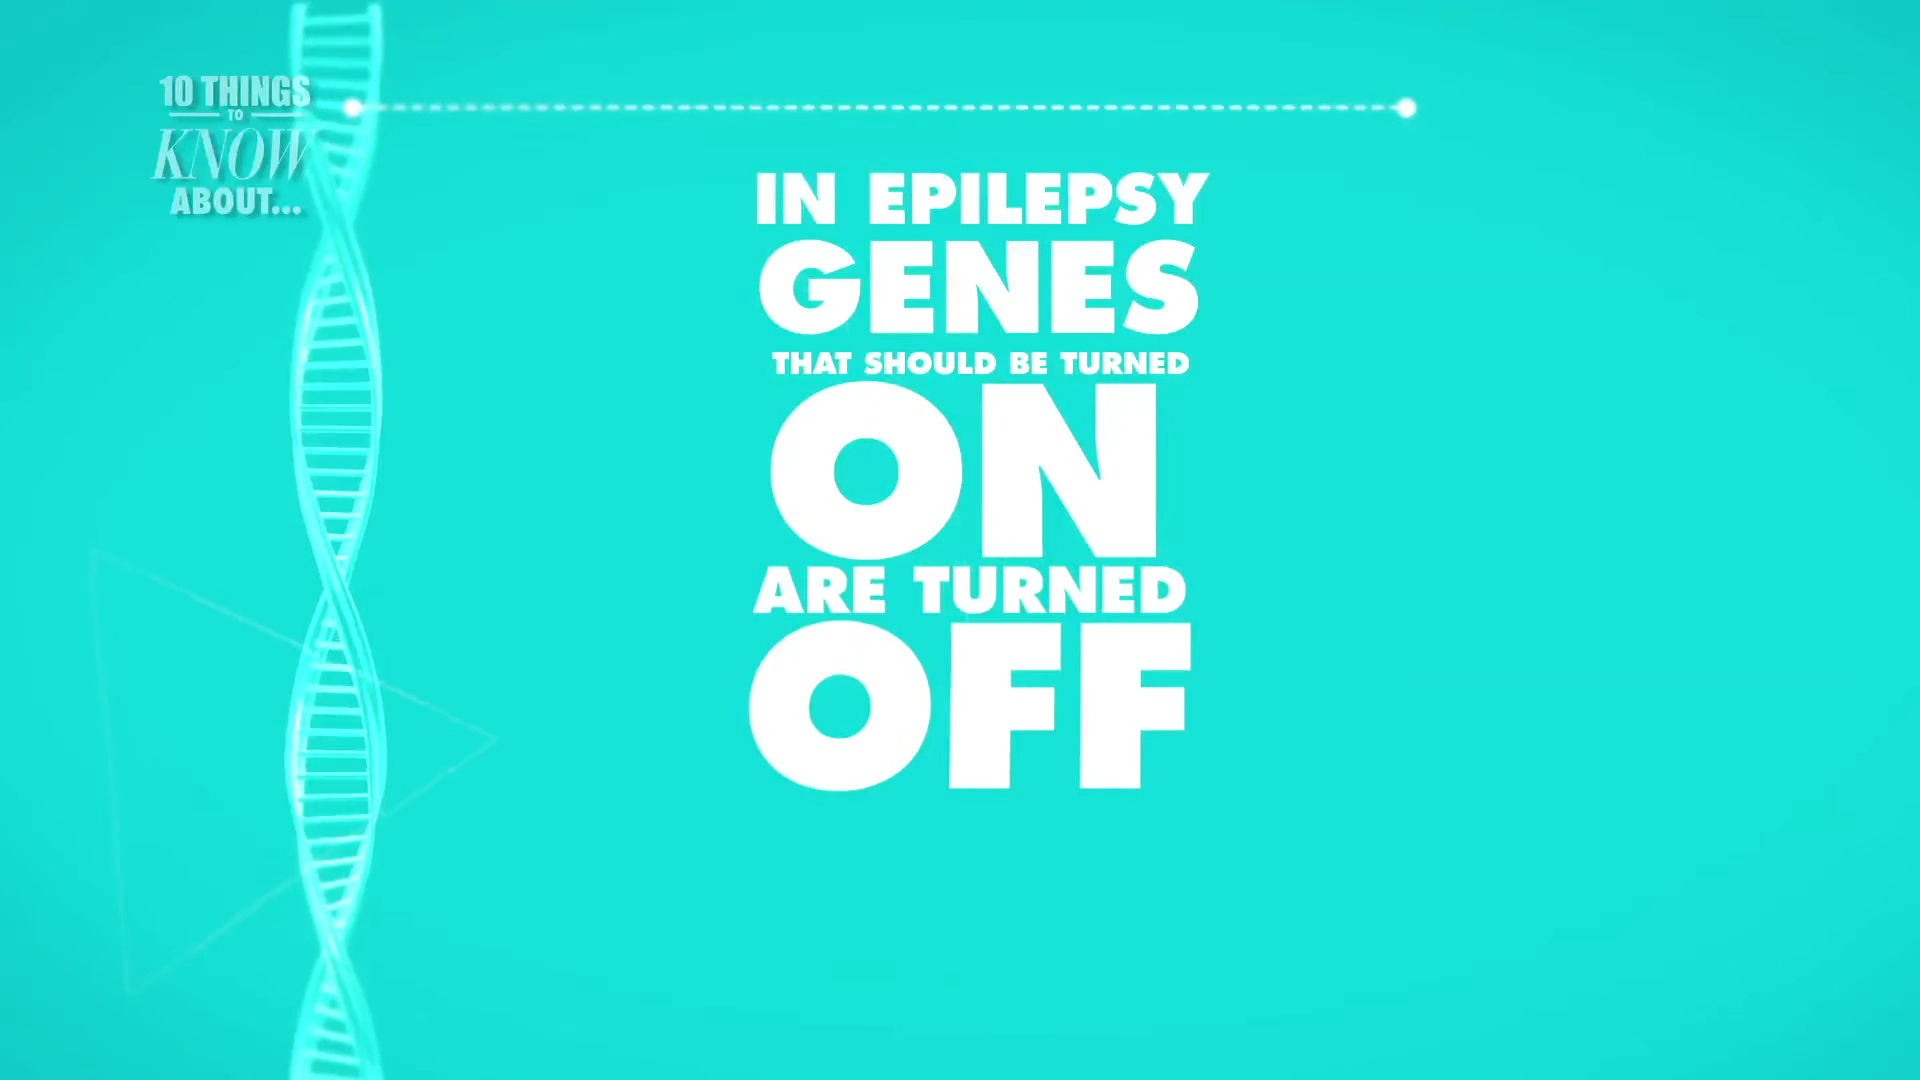 10 THINGS
TO
KNOW
ABOUT...
IN EPILEPSY
GENES
THAT SHOULD BE TURNED
ON
ARE TURNED
OFF